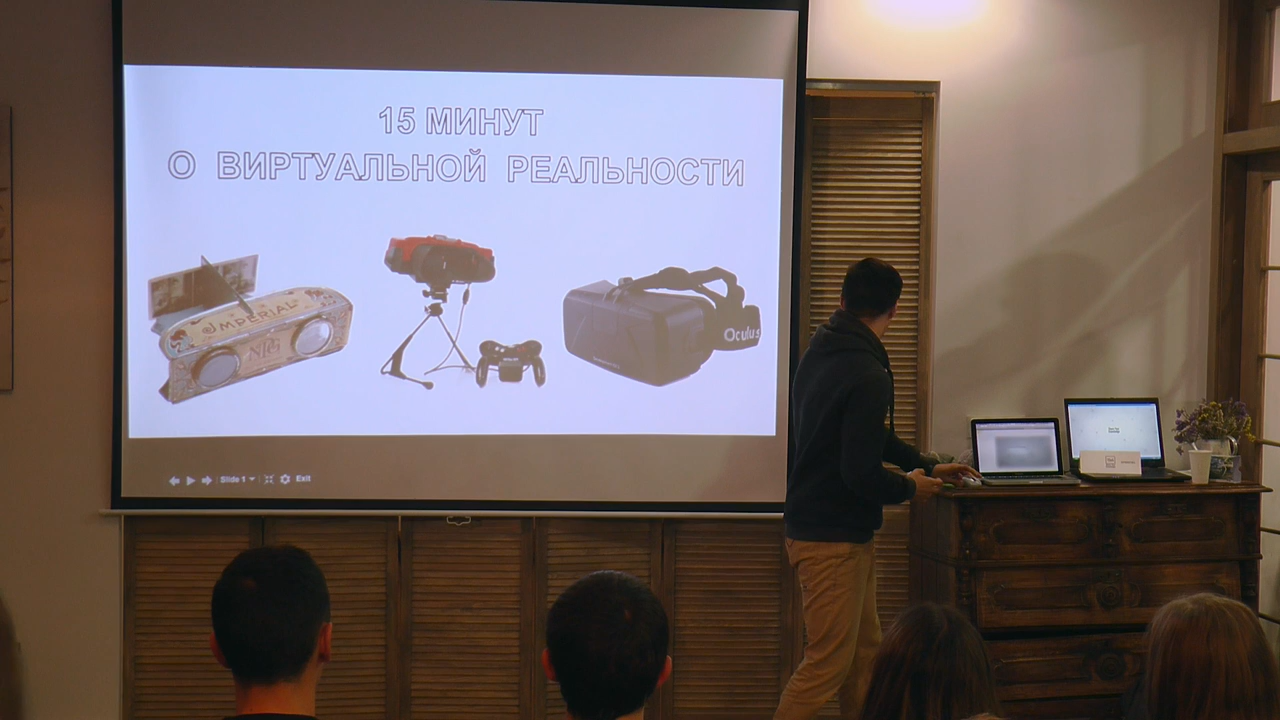 15 МИНУТ
О ВИРТУАЛЬНОЙ РЕАЛЬНОСТИ
IMPERIAL
Oculus
Slide 1
Exit